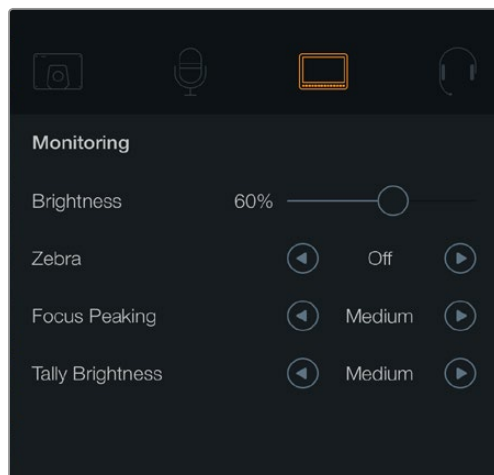 Monitoring
Brightness 60%
Zebra Off
Focus Peaking Medium
Tally Brightness Medium